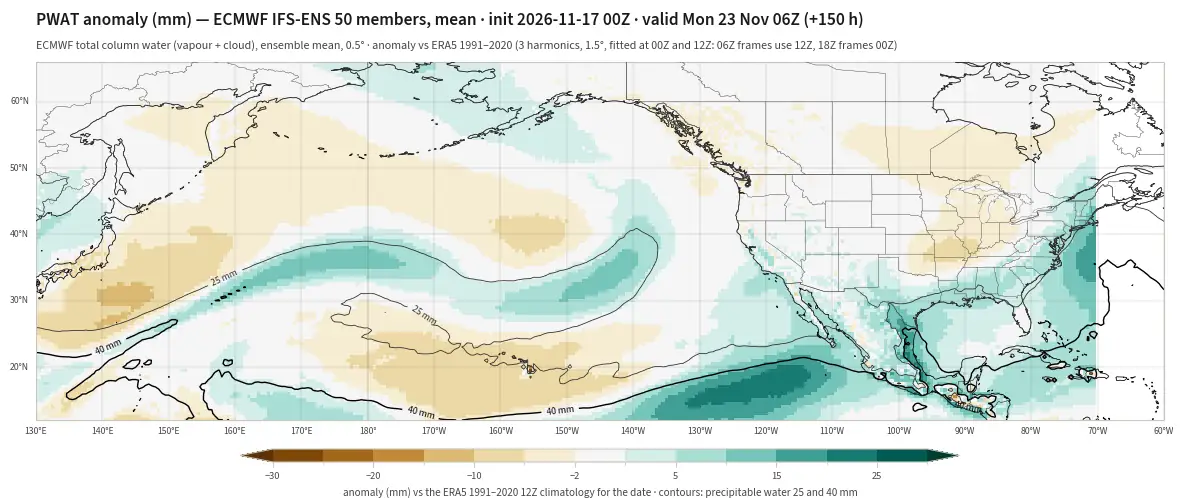 PWAT anomaly (mm) — ECMWF IFS-ENS 50 members, mean · init 2026-11-17 00Z · valid Mon 23 Nov 06Z (+150 h)
ECMWF total column water (vapour + cloud), ensemble mean, 0.5° · anomaly vs ERA5 1991–2020 (3 harmonics, 1.5°, fitted at 00Z and 12Z: 06Z frames use 12Z, 18Z frames 00Z)
60°N
50°N
40°N
30°N
20°N
25 mm
25 mm
40 mm
40 mm
40 mm
130°E 140°E 150°E 160°E 170°E 180° 170°W 160°W 150°W 140°W 130°W 120°W 110°W 100°W 90°W 80°W 70°W 60°W
−30 −20 −10 −2 5 15 25
anomaly (mm) vs the ERA5 1991–2020 12Z climatology for the date · contours: precipitable water 25 and 40 mm